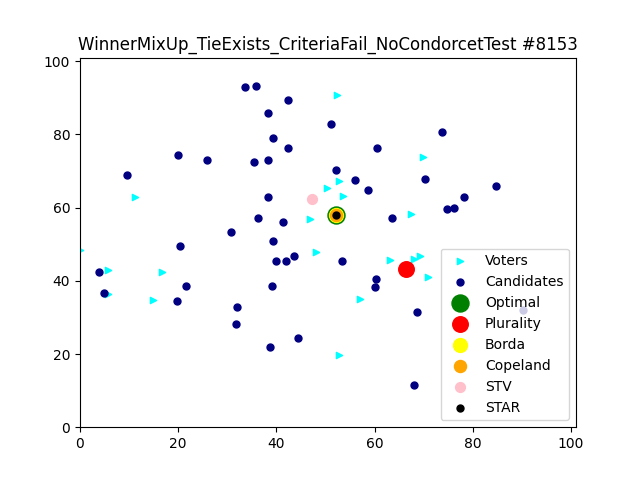 WinnerMixUp_TieExists_CriteriaFail_NoCondorcetTest #8153
100
80
60
40
20
0
0 20 40 60 80 100
Voters
Candidates
Optimal
Plurality
Borda
Copeland
STV
STAR